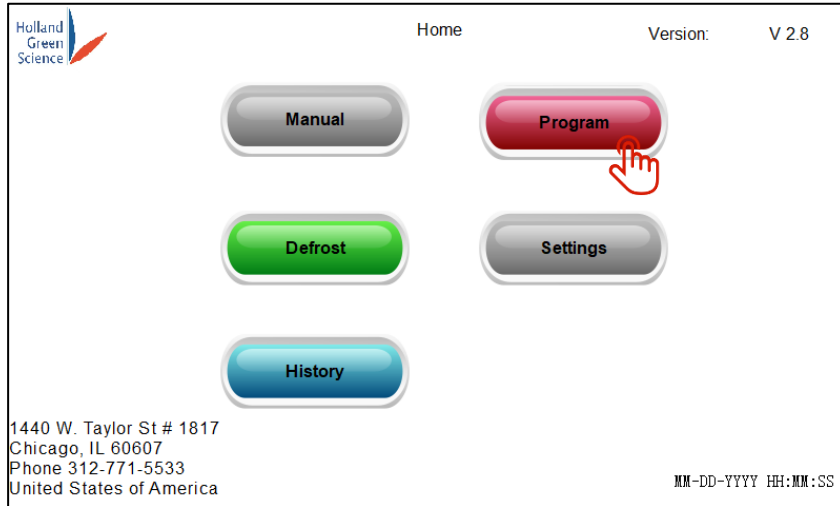 Holland
Green
Science
Home
Version: V 2.8
Manual
Program
Defrost
Settings
History
1440 W. Taylor St # 1817
Chicago, IL 60607
Phone 312-771-5533
United States of America
MM-DD-YYYY HH:MM:SS